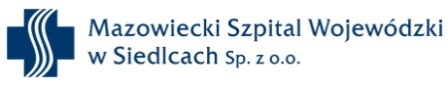 Mazowiecki Szpital Wojewódzki
w Siedlcach Sp. z o.o.